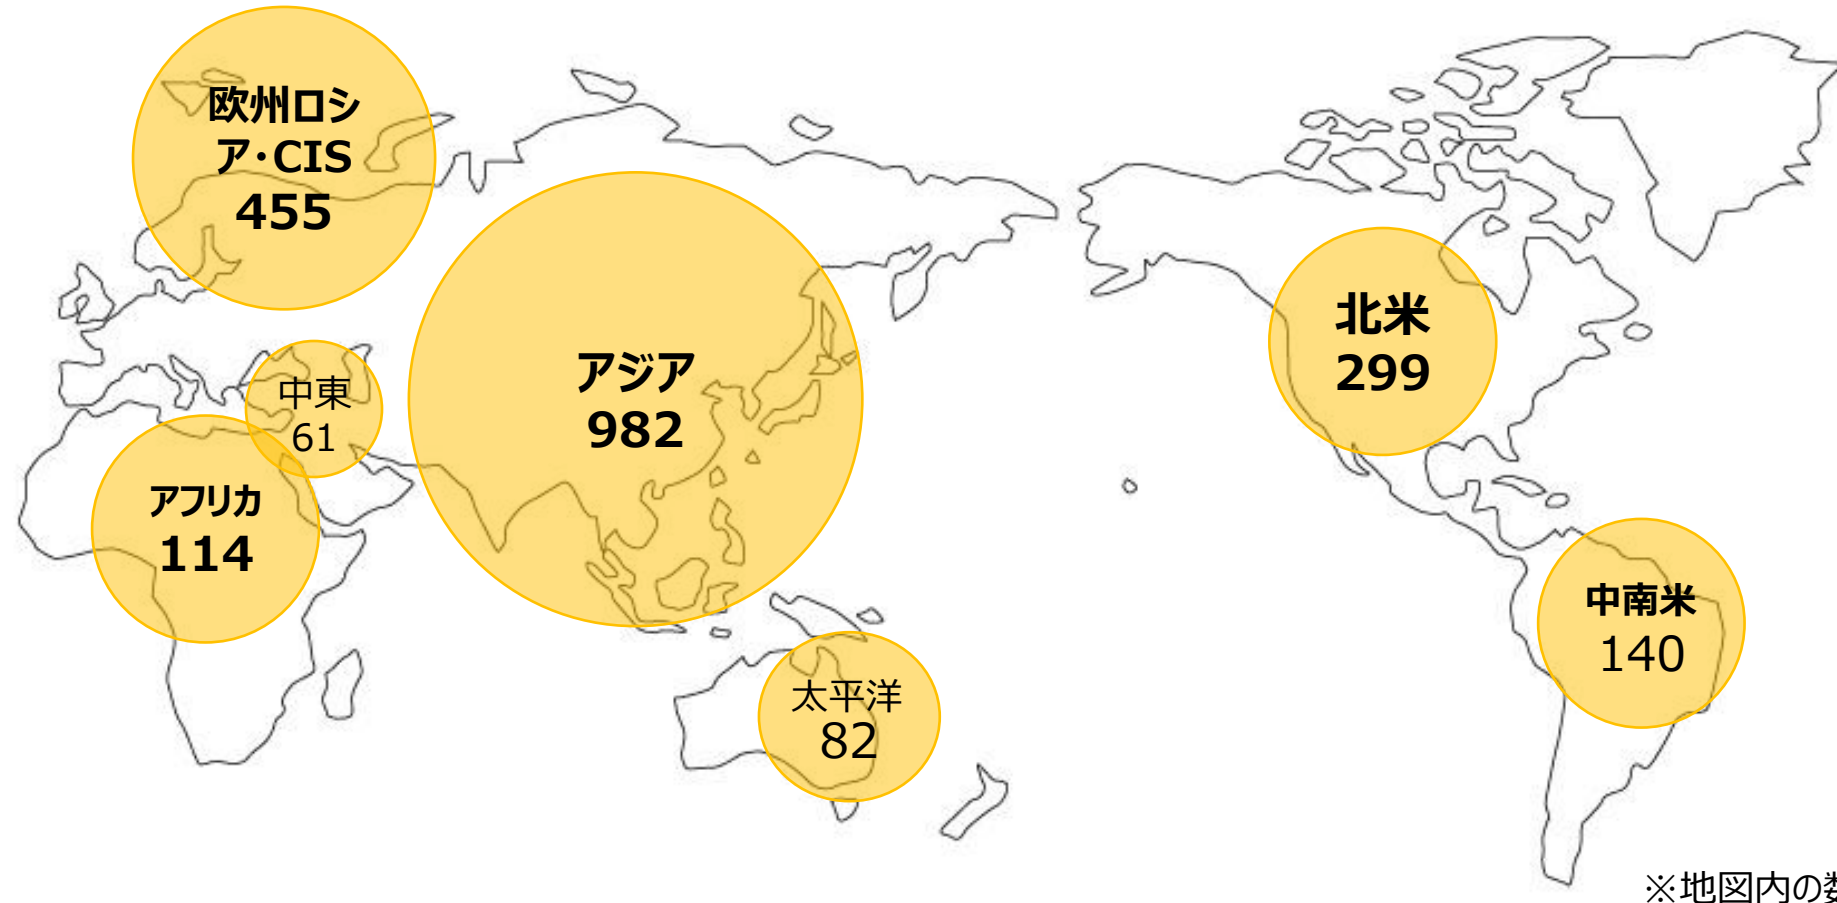 欧州ロシ
ア・CIS
455
中東
61
アフリカ
114
アジア
982
太平洋
82
北米
299
中南米
140
※地図内の数